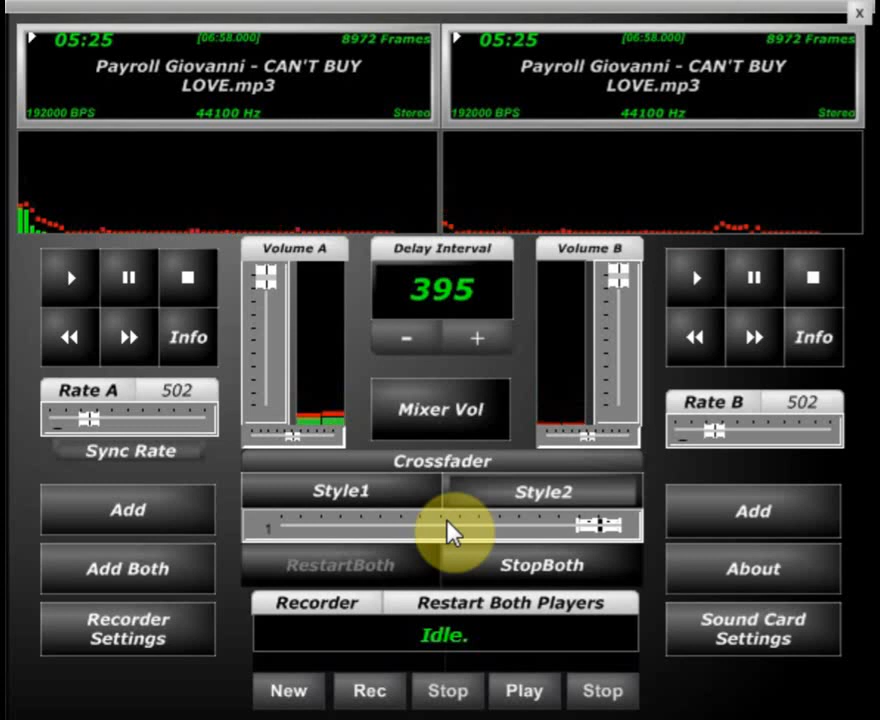 X
05:25 [06:58.000] 8972 Frames
Payroll Giovanni - CAN'T BUY
LOVE.mp3
192000 BPS 44100 Hz Stereo
05:25 [06:58.000] 8972 Frames
Payroll Giovanni - CAN'T BUY
LOVE.mp3
192000 BPS 44100 Hz Stereo
Volume A
Delay Interval
Volume B
395
- +
Info
Info
Rate A 502
Mixer Vol
Rate B 502
Sync Rate
Crossfader
Style1 Style2
1
Add
Add
RestartBoth StopBoth
Add Both
About
Recorder Restart Both Players
Idle.
Recorder
Settings
Sound Card
Settings
New Rec Stop Play Stop